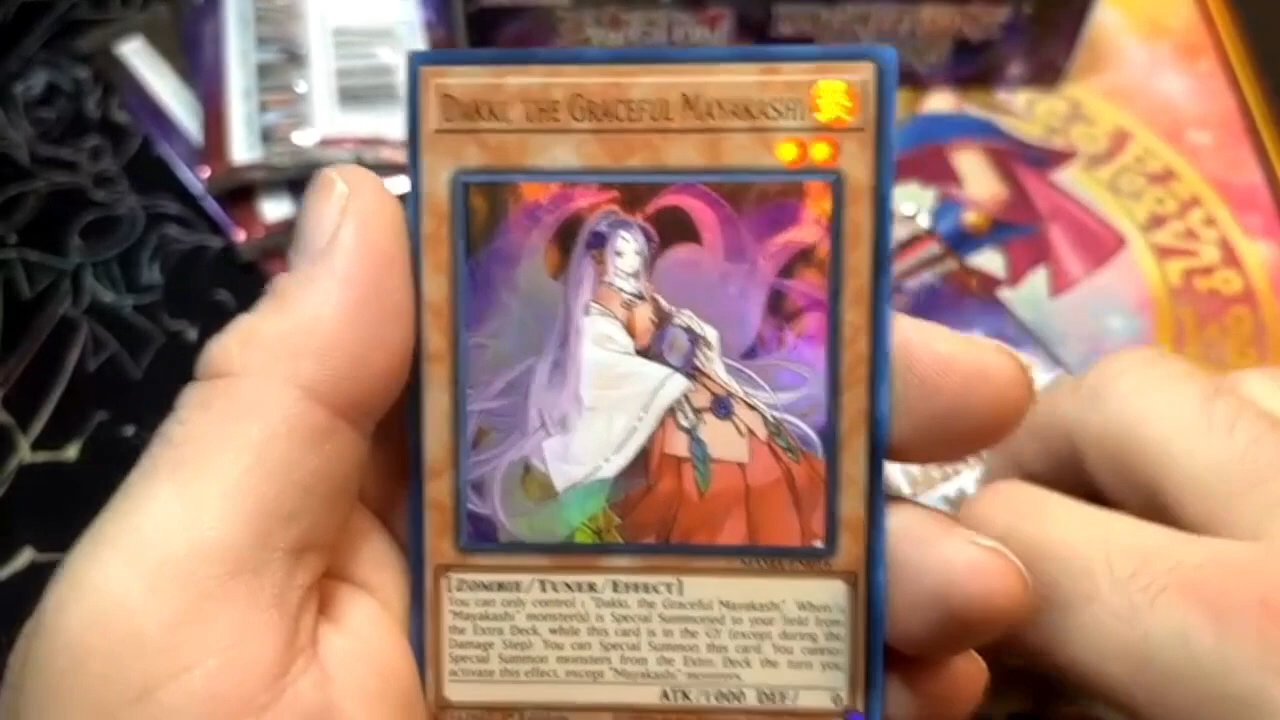 DAKKI, THE GRACEFUL MAYAKASHI
[ZOMBIE/TUNER/EFFECT]
You can only control 1 "Dakki, the Graceful Mayakashi". When a
"Mayakashi" monster(s) is Special Summoned to your field from
the Extra Deck, while this card is in the GY (except during the
Damage Step): You can Special Summon this card. You cannot
Special Summon monsters from the Extra Deck the turn you
activate this effect, except "Mayakashi" monsters.
ATK/1000 DEF/ 0